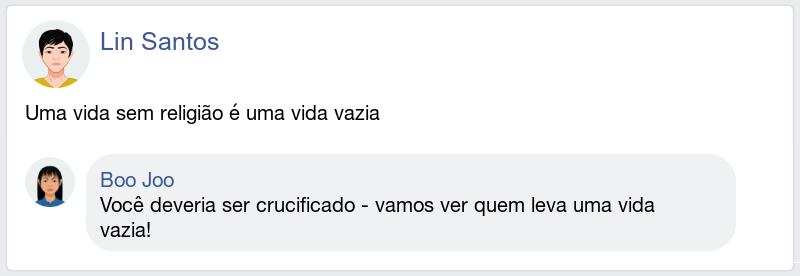 Lin Santos
Uma vida sem religião é uma vida vazia
Boo Joo
Você deveria ser crucificado - vamos ver quem leva uma vida
vazia!